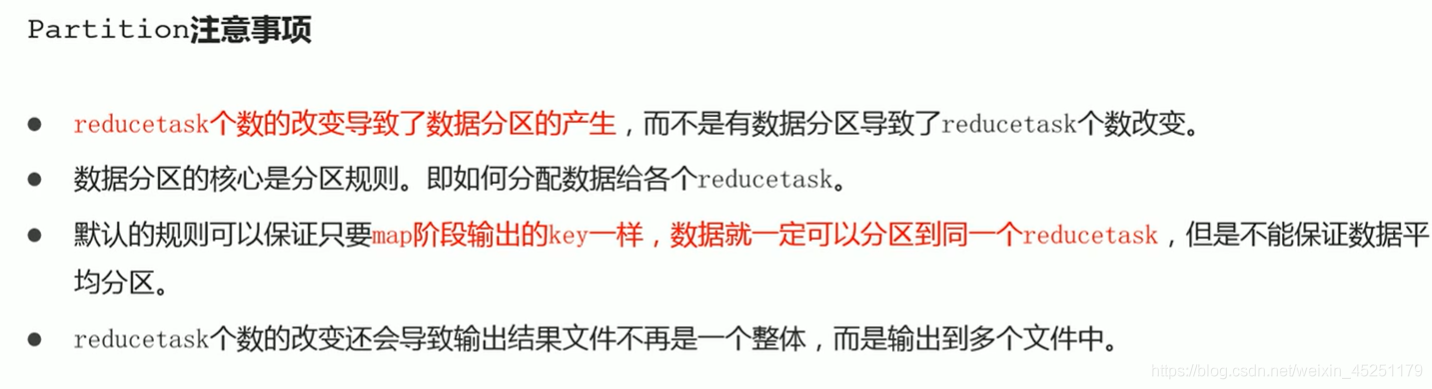 Partition注意事项
● reducetask个数的改变导致了数据分区的产生，而不是有数据分区导致了reducetask个数改变。
● 数据分区的核心是分区规则。即如何分配数据给各个reducetask。
● 默认的规则可以保证只要map阶段输出的key一样，数据就一定可以分区到同一个reducetask，但是不能保证数据平
均分区。
● reducetask个数的改变还会导致输出结果文件不再是一个整体，而是输出到多个文件中。
https://blog.csdn.net/weixin_45251179